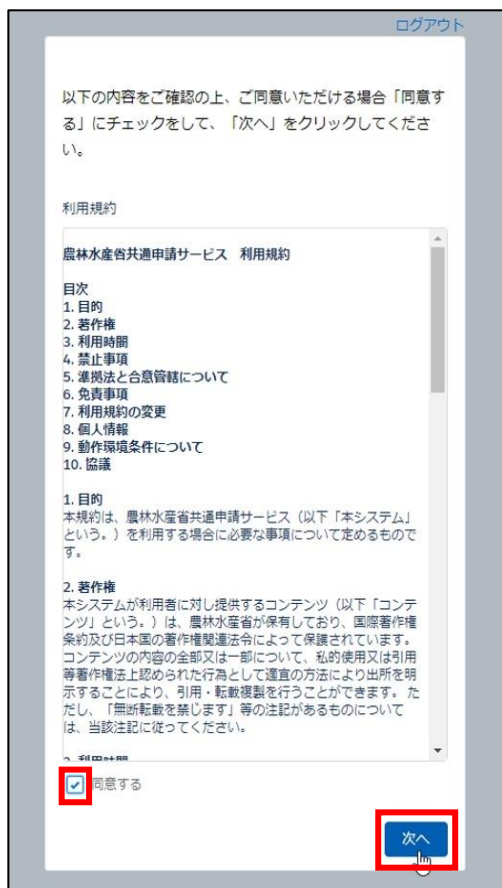 ログアウト
以下の内容をご確認の上、ご同意いただける場合「同意す
る」にチェックをして、「次へ」をクリックしてくださ
い。
利用規約
農林水産省共通申請サービス　利用規約
目次
1. 目的
2. 著作権
3. 利用時間
4. 禁止事項
5. 準拠法と合意管轄について
6. 免責事項
7. 利用規約の変更
8. 個人情報
9. 動作環境条件について
10. 協議
1. 目的
本規約は、農林水産省共通申請サービス（以下「本システム」
という。）を利用する場合に必要な事項について定めるもので
す。
2. 著作権
本システムが利用者に対し提供するコンテンツ（以下「コンテ
ンツ」という。）は、農林水産省が保有しており、国際著作権
条約及び日本国の著作権関連法令によって保護されています。
コンテンツの内容の全部又は一部について、私的使用又は引用
等著作権法上認められた行為として適宜の方法により出所を明
示することにより、引用・転載複製を行うことができます。 た
だし、「無断転載を禁じます」等の注記があるものについて
は、当該注記に従ってください。
3. 利用時間
同意する
次へ